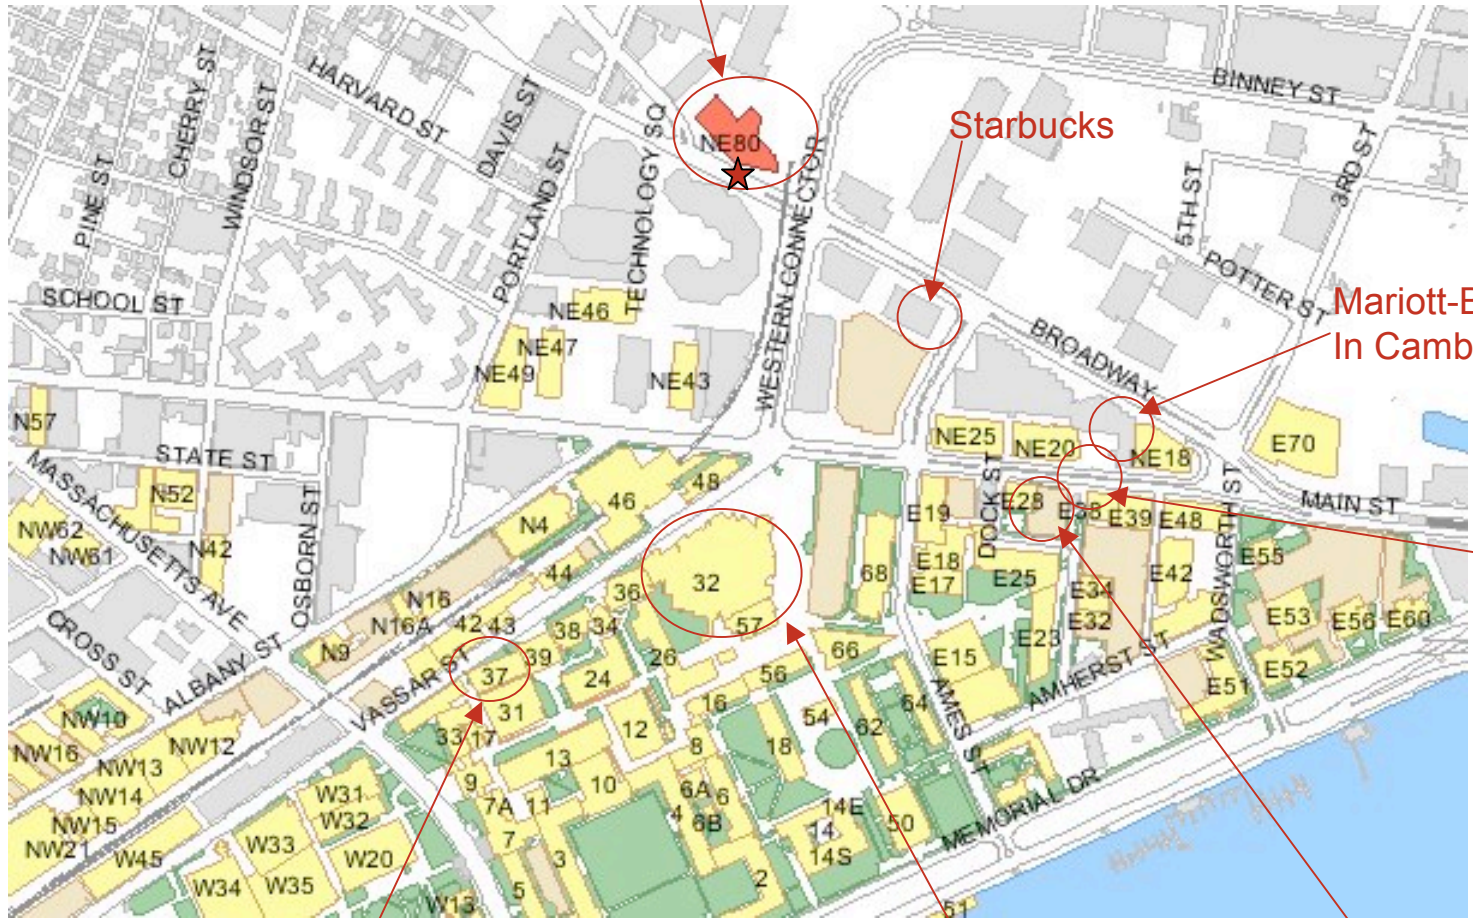 BINNEY ST
CHERRY ST
HARVARD ST
WINDSOR ST
DAVIS ST
TECHNOLOGY SQ
NE80
Starbucks
3RD ST
PINE ST
PORTLAND ST
WESTERN CONNECTOR
5TH ST
POTTER ST
SCHOOL ST
NE46
Mariott-E
In Camb
BROADWAY
NE47
NE49
NE43
N57
NE25
NE20
NE18
E70
STATE ST
MASSACHUSETTS AVE
N52
46
48
DOCK ST
WADSWORTH ST
MAIN ST
NW62
N4
E19
E28
E38
E39
E48
NW61
N42
OSBORN ST
44
36
32
68
E18
E17
E25
E34
E42
E55
CROSS ST
N16
N16A
42
43
38
34
57
E32
E53
E56
E60
N9
39
26
66
E15
E23
AMHERST ST
ALBANY ST
VASSAR ST
37
24
56
E52
E51
NW10
31
16
54
62
64
AMES ST
NW16
NW12
33
17
12
18
NW13
13
8
NW14
9
10
6A
6
W31
7A
11
4
14E
NW15
W32
6B
14
50
MEMORIAL DR
NW21
W45
W33
W20
7
3
14S
W34
W35
5
2
W13
51